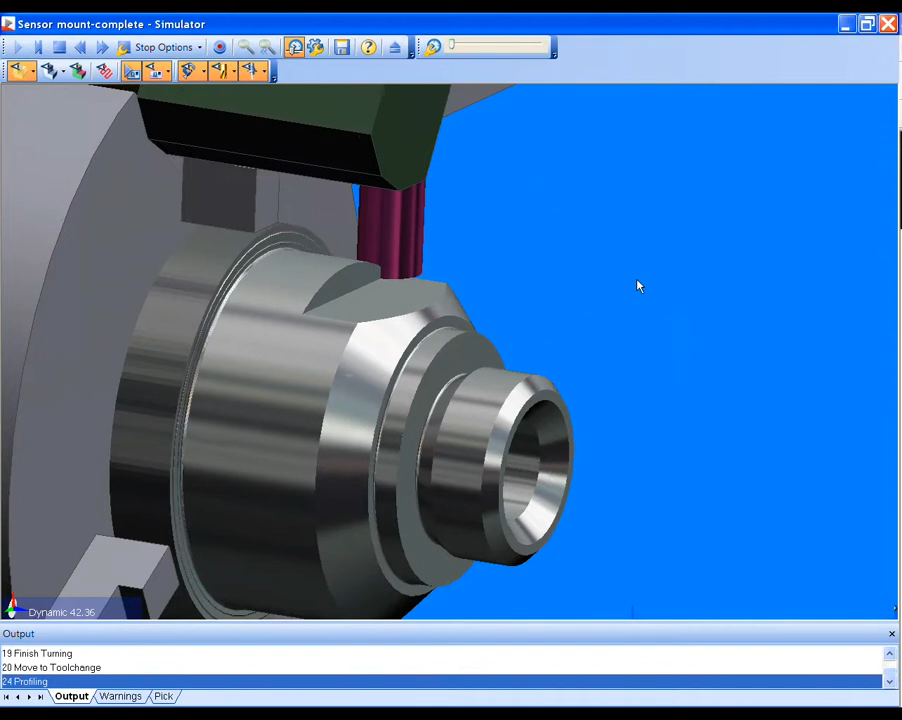 Sensor mount-complete - Simulator
Stop Options
Dynamic 42.36
Output
19 Finish Turning
20 Move to Toolchange
24 Profiling
Output Warnings Pick